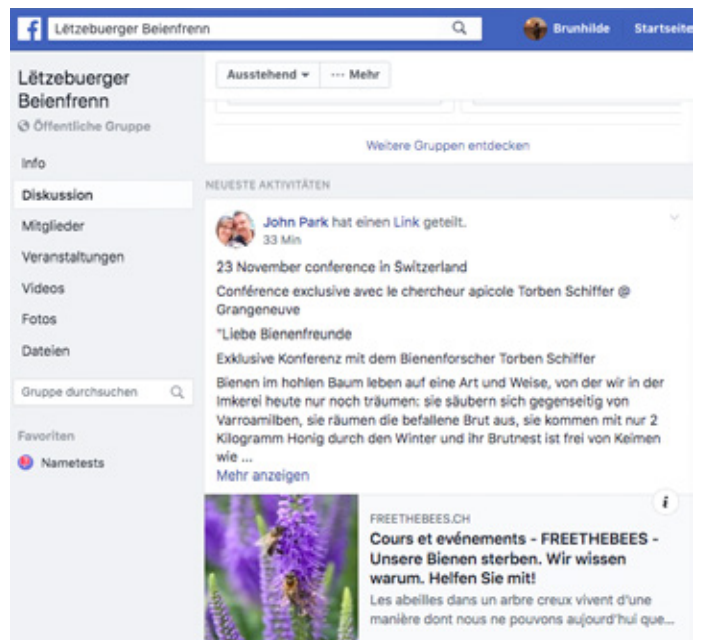 Lëtzebuerger Beienfrenn
Brunhilde
Startseite
Lëtzebuerger
Beienfrenn
Öffentliche Gruppe
Info
Diskussion
Mitglieder
Veranstaltungen
Videos
Fotos
Dateien
Gruppe durchsuchen
Favoriten
Nametests
Ausstehend
··· Mehr
Weitere Gruppen entdecken
NEUESTE AKTIVITÄTEN
John Park hat einen Link geteilt.
33 Min
23 November conference in Switzerland
Conférence exclusive avec le chercheur apicole Torben Schiffer @
Grangeneuve
"Liebe Bienenfreunde
Exklusive Konferenz mit dem Bienenforscher Torben Schiffer
Bienen im hohlen Baum leben auf eine Art und Weise, von der wir in der
Imkerei heute nur noch träumen: sie säubern sich gegenseitig von
Varroamilben, sie räumen die befallene Brut aus, sie kommen mit nur 2
Kilogramm Honig durch den Winter und ihr Brutnest ist frei von Keimen
wie ...
Mehr anzeigen
FREETHEBEES.CH
Cours et evénements - FREETHEBEES -
Unsere Bienen sterben. Wir wissen
warum. Helfen Sie mit!
Les abeilles dans un arbre creux vivent d'une
manière dont nous ne pouvons aujourd'hui que...